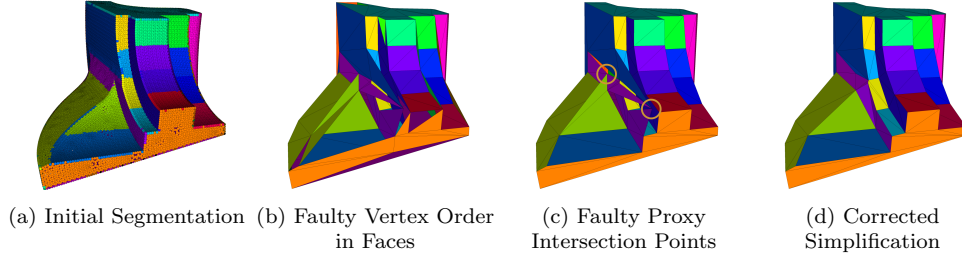 (a) Initial Segmentation
(b) Faulty Vertex Order
in Faces
(c) Faulty Proxy
Intersection Points
(d) Corrected
Simplification